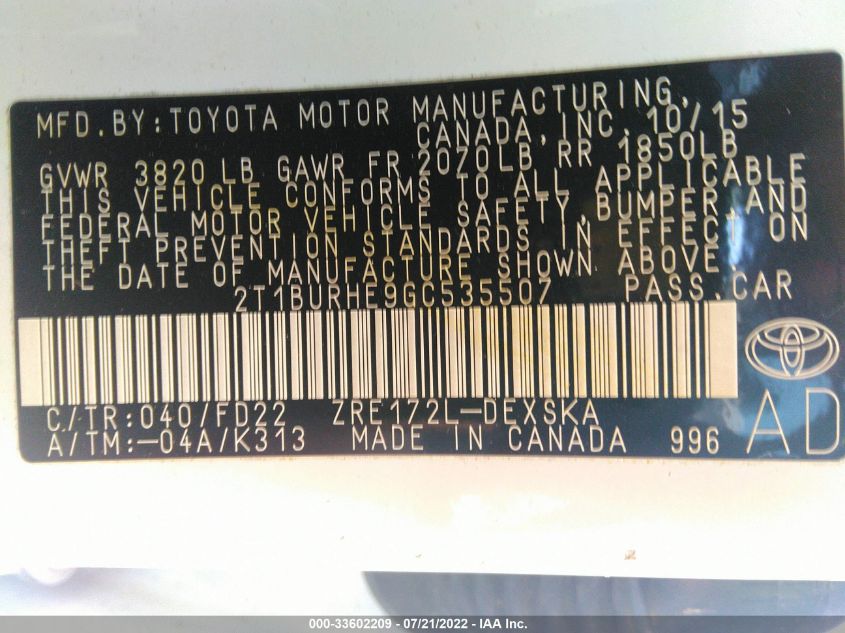 MFD.BY:TOYOTA MOTOR MANUFACTURING,
CANADA,INC. 10/15
GVWR 3820 LB GAWR FR 2070LB RR 1850LB
THIS VEHICLE CONFORMS TO ALL APPLICABLE
FEDERAL MOTOR VEHICLE SAFETY,BUMPER,AND
THEFT PREVENTION STANDARDS IN EFFECT ON
THE DATE OF MANUFACTURE SHOWN ABOVE.
2T1BURHE9GC535507 PASS.CAR
C/TR:040/FD22 ZRE172L-DEXSKA
A/TM:-04A/K313 MADE IN CANADA 996
AD
000-33602209 - 07/21/2022 - IAA Inc.